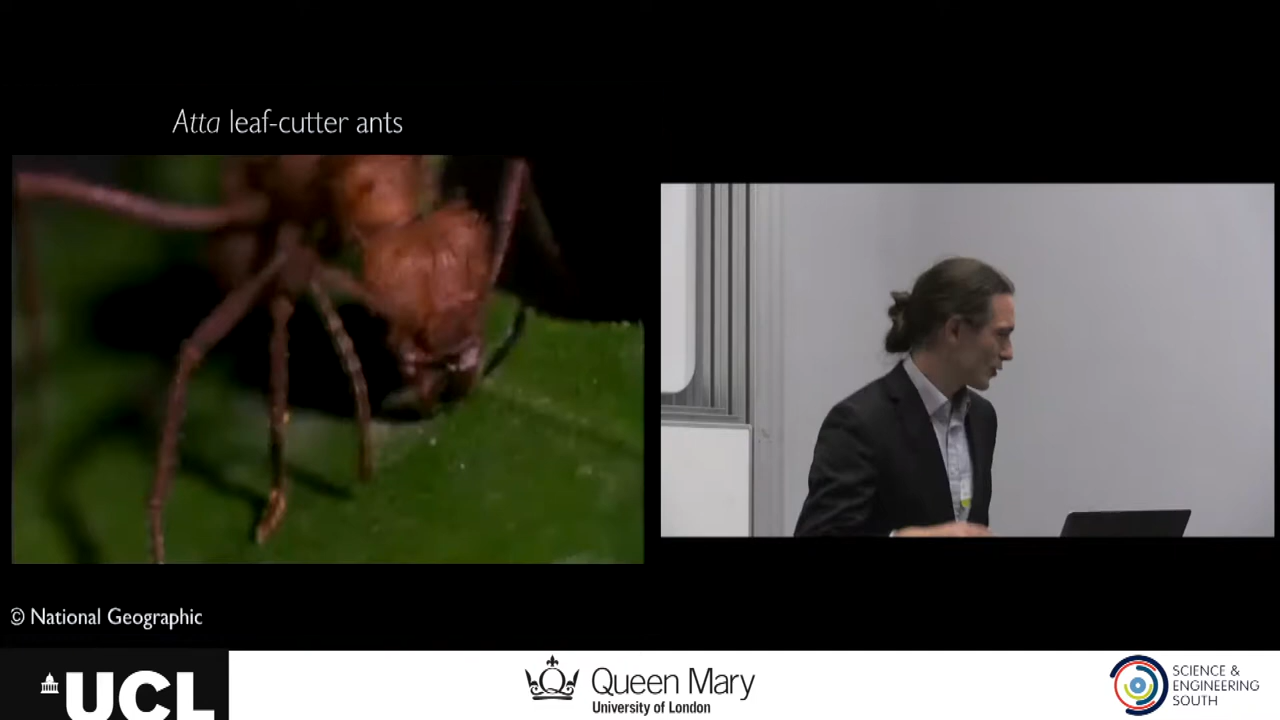 Atta leaf-cutter ants
© National Geographic
UCL
Queen Mary
University of London
SCIENCE &
ENGINEERING
SOUTH